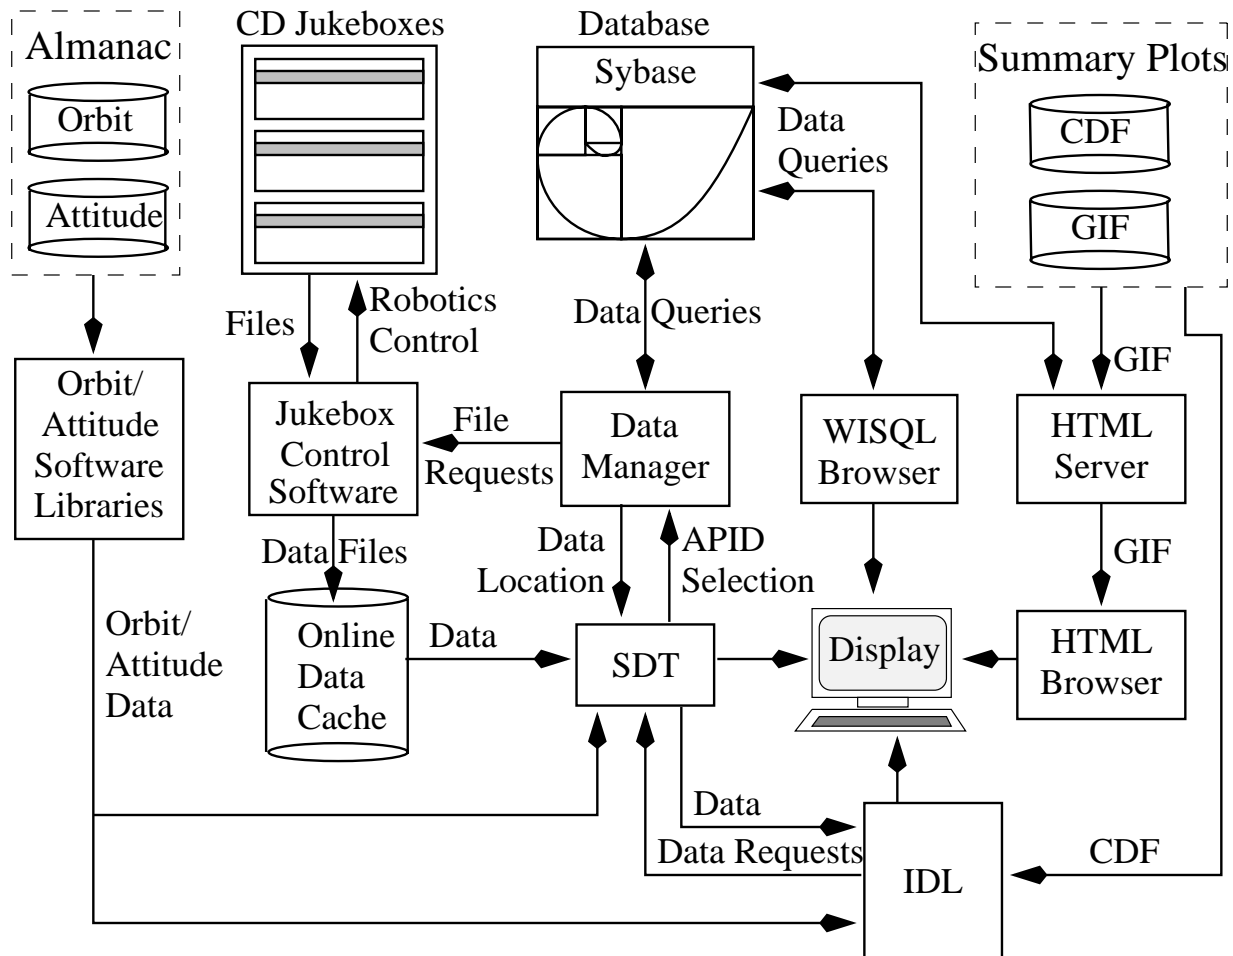 Almanac
Orbit
Attitude
CD Jukeboxes
Database
Sybase
Summary Plots
CDF
GIF
Data
Queries
Files
Robotics
Control
Data Queries
GIF
Orbit/
Attitude
Software
Libraries
Jukebox
Control
Software
File
Requests
Data
Manager
WISQL
Browser
HTML
Server
Data Files
Data
Location
APID
Selection
GIF
Orbit/
Attitude
Data
Online
Data
Cache
Data
SDT
Display
HTML
Browser
Data
Data Requests
IDL
CDF